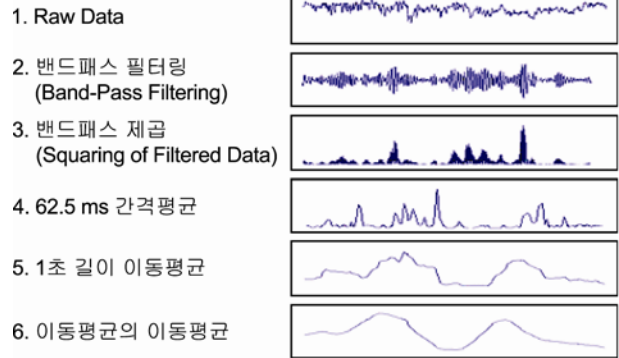 1. Raw Data
2. 밴드패스 필터링
(Band-Pass Filtering)
3. 밴드패스 제곱
(Squaring of Filtered Data)
4. 62.5 ms 간격평균
5. 1초 길이 이동평균
6. 이동평균의 이동평균